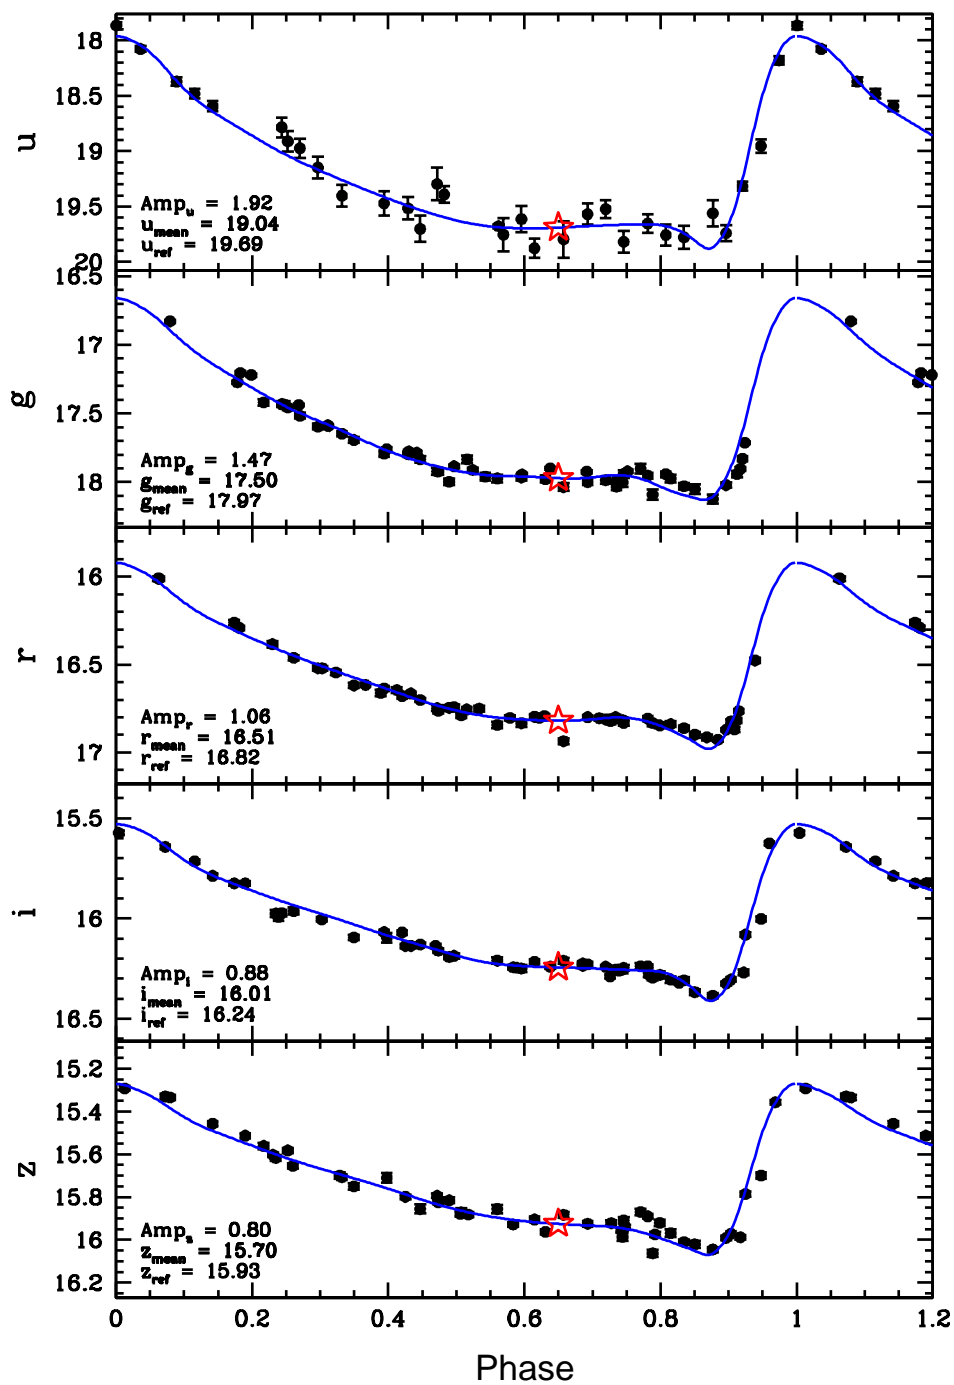 18
18.5
19
19.5
20
u
Amp_u = 1.92
u_mean = 19.04
u_ref = 19.69
16.5
17
17.5
18
g
Amp_g = 1.47
g_mean = 17.50
g_ref = 17.97
16
16.5
17
r
Amp_r = 1.06
r_mean = 16.51
r_ref = 16.82
15.5
16
16.5
i
Amp_i = 0.88
i_mean = 16.01
i_ref = 16.24
15.2
15.4
15.6
15.8
16
16.2
z
Amp_z = 0.80
z_mean = 15.70
z_ref = 15.93
0 0.2 0.4 0.6 0.8 1 1.2
Phase